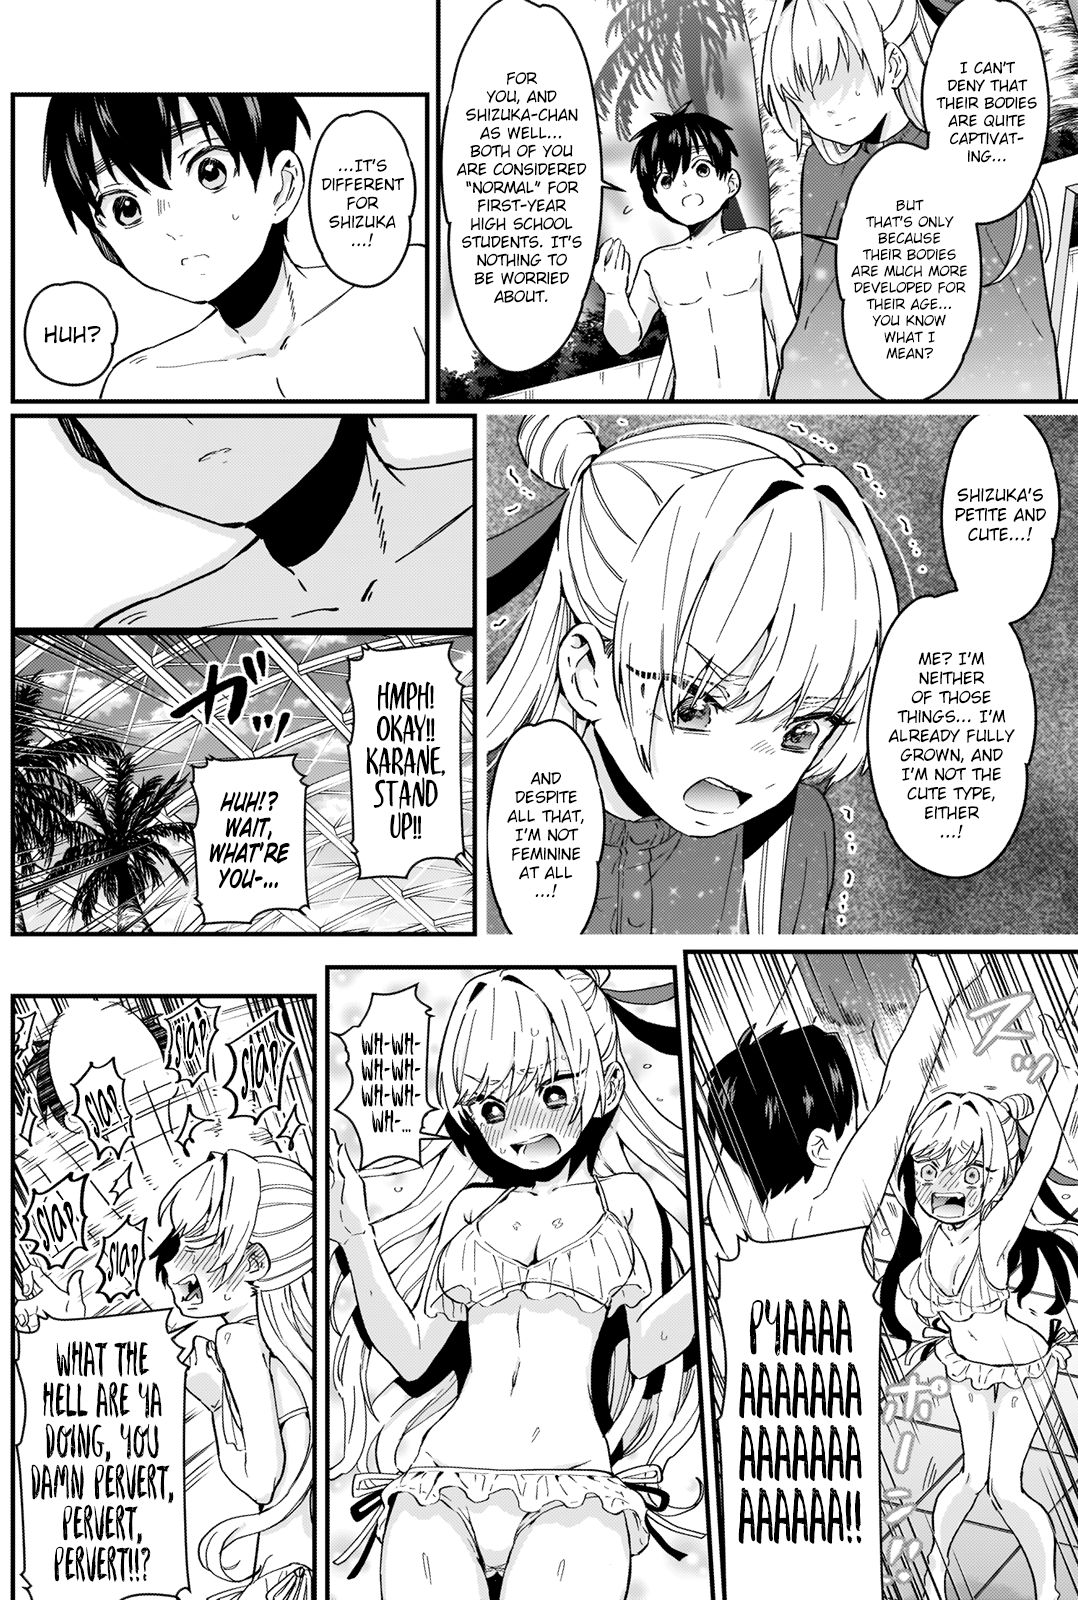 I CAN'T
DENY THAT
THEIR BODIES
ARE QUITE
CAPTIVAT-
ING...
BUT
THAT'S ONLY
BECAUSE
THEIR BODIES
ARE MUCH MORE
DEVELOPED FOR
THEIR AGE...
YOU KNOW
WHAT I
MEAN?
FOR
YOU, AND
SHIZUKA-CHAN
AS WELL...
BOTH OF YOU
ARE CONSIDERED
"NORMAL" FOR
FIRST-YEAR
HIGH SCHOOL
STUDENTS. IT'S
NOTHING TO
BE WORRIED
ABOUT.
...IT'S
DIFFERENT
FOR
SHIZUKA
...!
HUH?
SHIZUKA'S
PETITE AND
CUTE...!
ME? I'M
NEITHER
OF THOSE
THINGS... I'M
ALREADY FULLY
GROWN, AND
I'M NOT THE
CUTE TYPE,
EITHER
...!
AND
DESPITE
ALL THAT,
I'M NOT
FEMININE
AT ALL
...!
HMPH!
OKAY!!
KARANE,
STAND
UP!!
ガッ
HUH!?
WAIT,
WHAT'RE
YOU-...
スッ
PYAAAA
AAAAAAA
AAAAAAA
AAAAAA!!
ポーン
WH-WH-
WH-WH-
WH-WH-
WH-...
SLAP!
SLAP!
SLAP!
SLAP!
SLAP!
SLAP!
WHAT THE
HELL ARE YA
DOING, YOU
DAMN PERVERT,
PERVERT,
PERVERT!!?